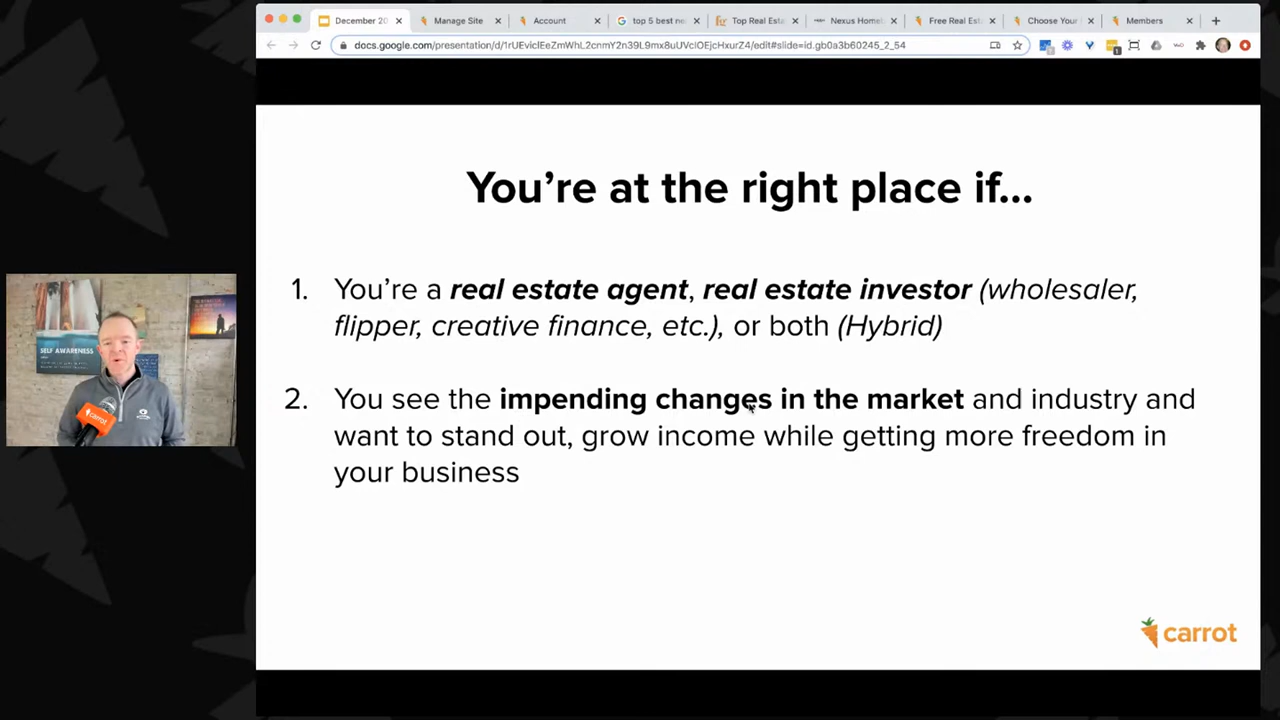 December 20
Manage Site
Account
top 5 best ne
Top Real Esta
Nexus Home
Free Real Est
Choose Your
Members
docs.google.com/presentation/d/1rUEvicIEeZmWhL2cnmY2n39L9mx8uUVclOEjcHxurZ4/edit#slide=id.gb0a3b60245_2_54
You're at the right place if...
1. You're a real estate agent, real estate investor (wholesaler,
flipper, creative finance, etc.), or both (Hybrid)
2. You see the impending changes in the market and industry and
want to stand out, grow income while getting more freedom in
your business
SELF AWARENESS
carrot
carrot